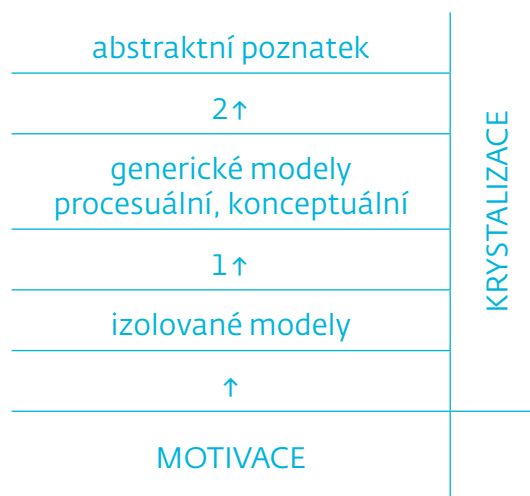 abstraktní poznatek
2↑
generické modely
procesuální, konceptuální
1↑
izolované modely
↑
MOTIVACE
KRYSTALIZACE